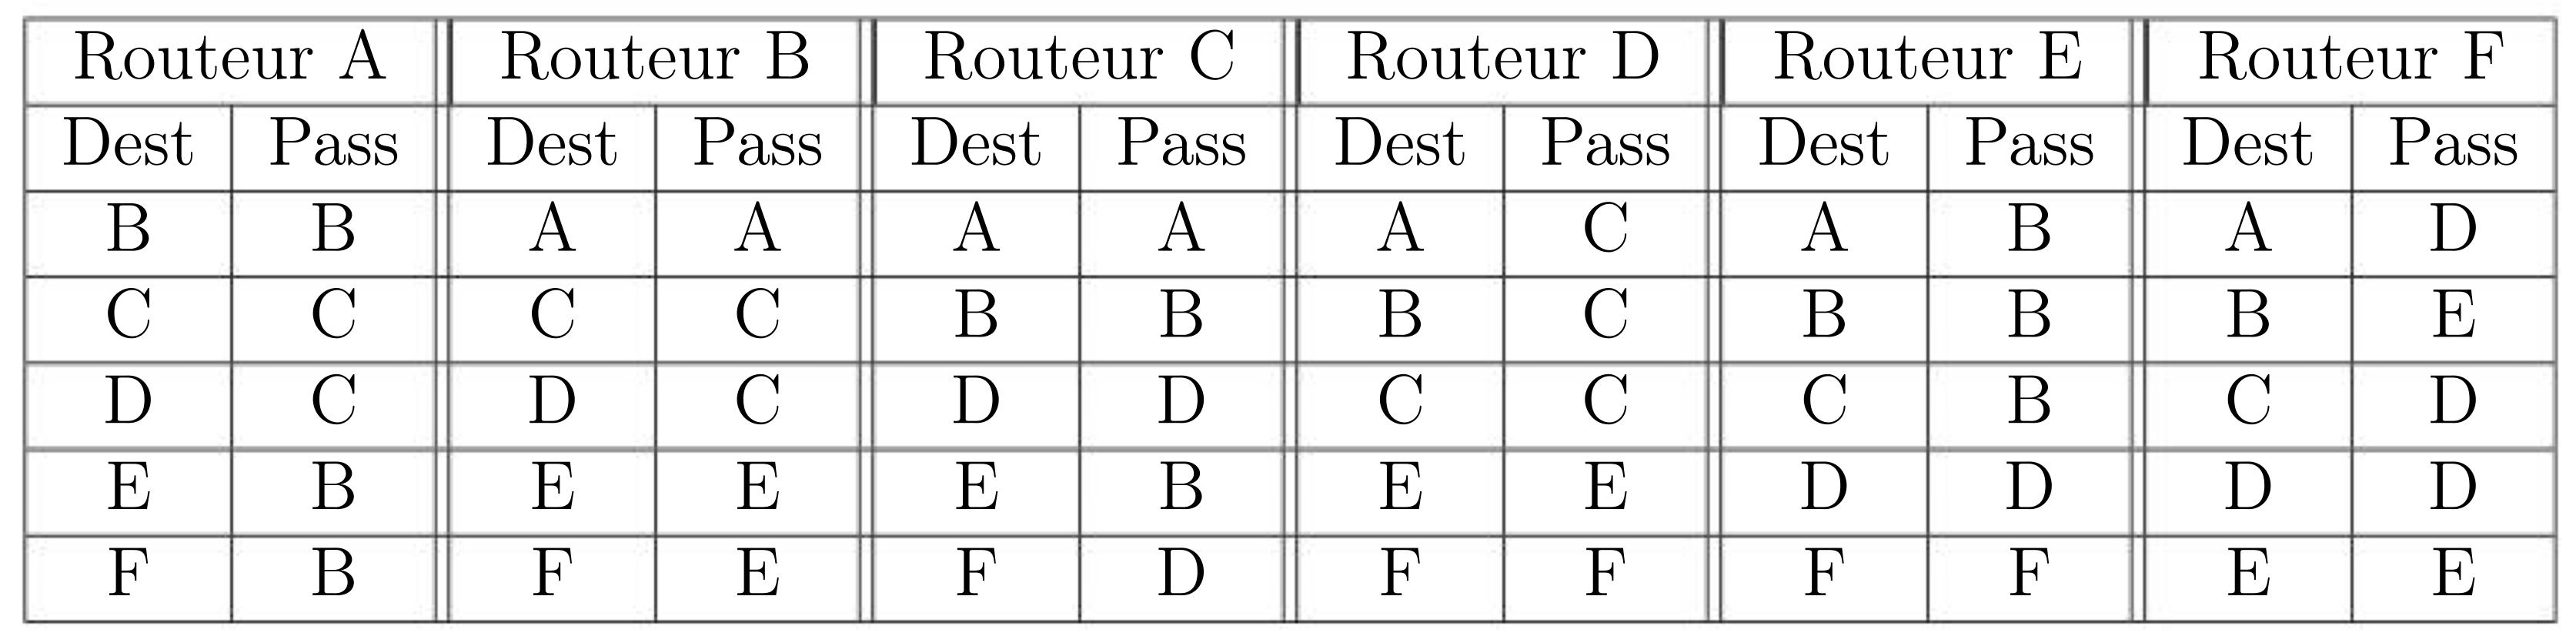 Routeur A Routeur B Routeur C Routeur D Routeur E Routeur F
Dest Pass Dest Pass Dest Pass Dest Pass Dest Pass Dest Pass
B B A A A A A C A B A D
C C C C B B B C B B B E
D C D C D D C C C B C D
E B E E E B E E D D D D
F B F E F D F F F F E E